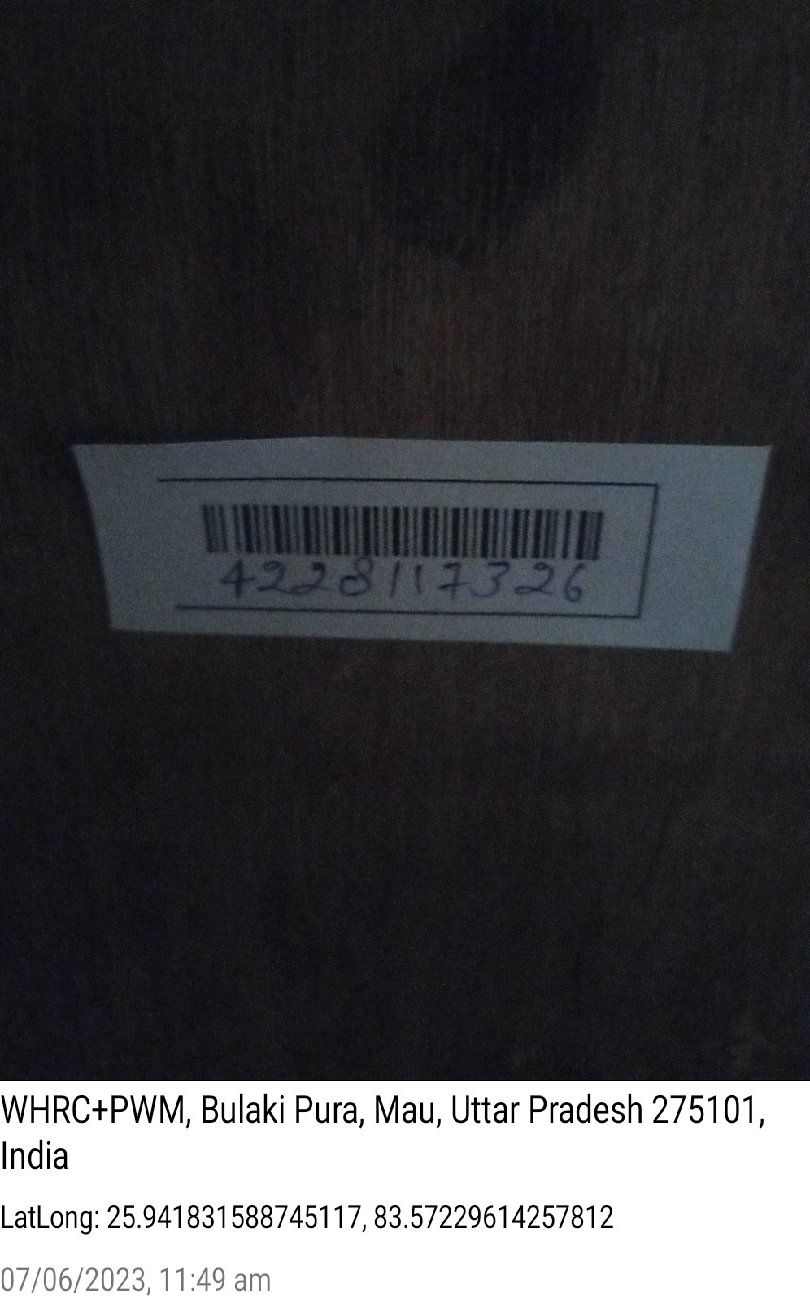 4228117326
WHRC+PWM, Bulaki Pura, Mau, Uttar Pradesh 275101,
India
LatLong: 25.941831588745117, 83.57229614257812
07/06/2023, 11:49 am